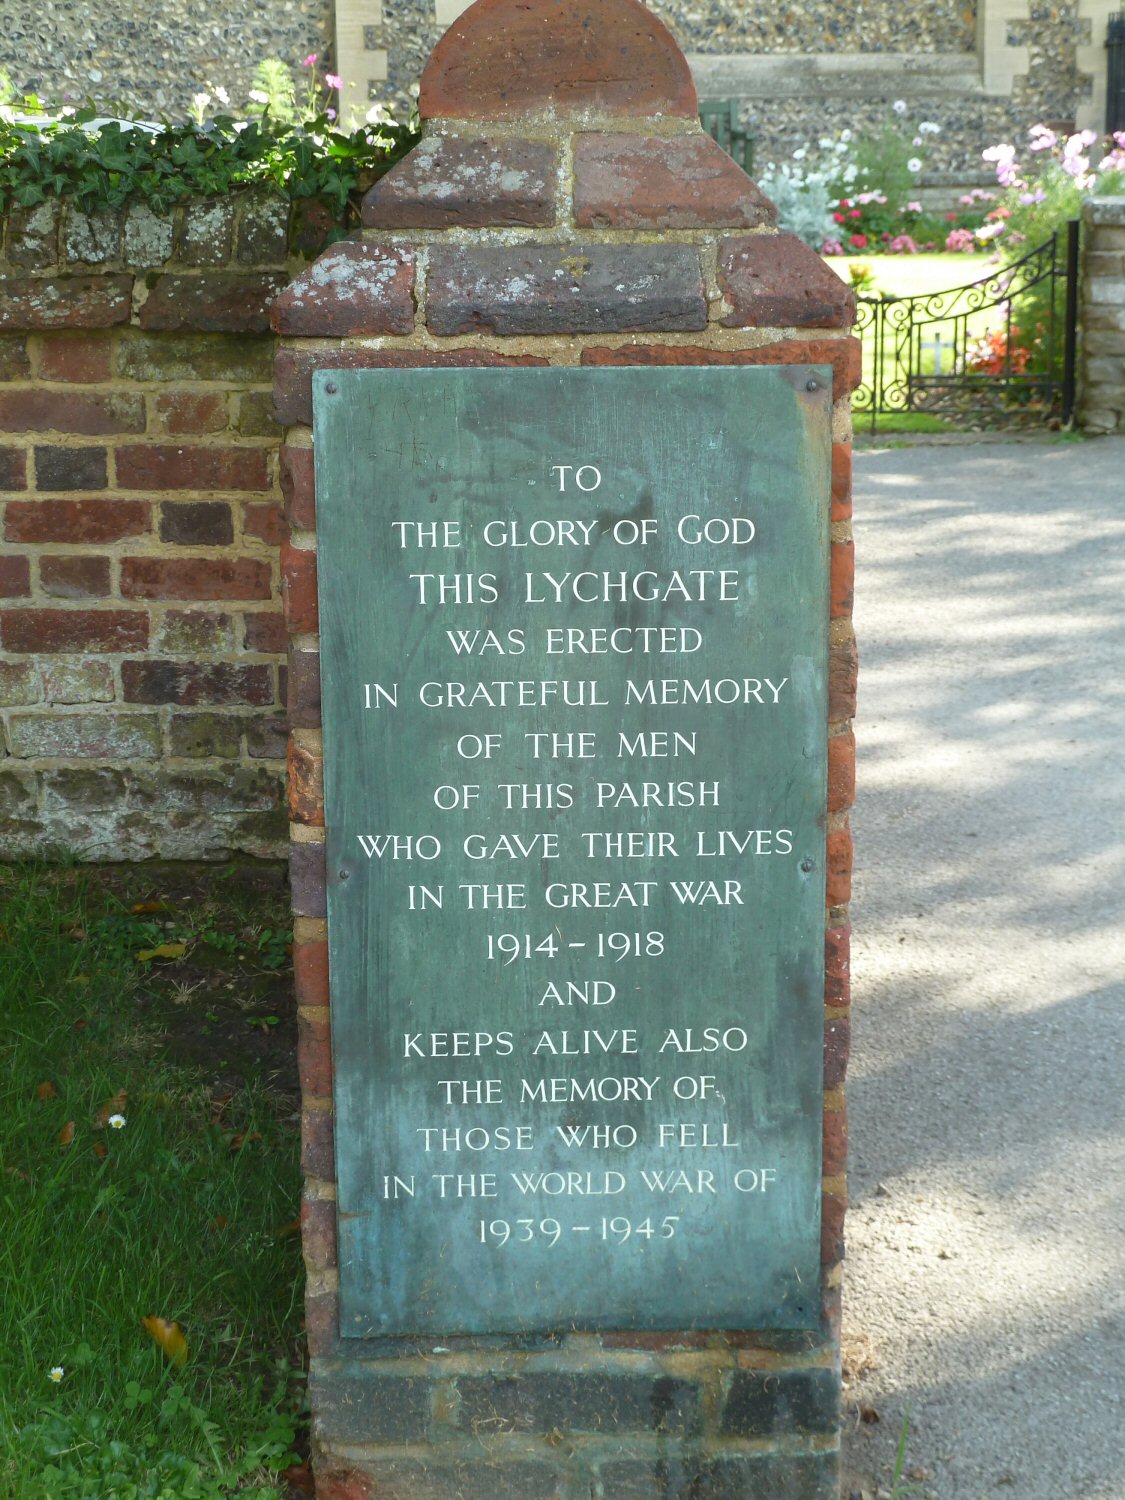 TO
THE GLORY OF GOD
THIS LYCHGATE
WAS ERECTED
IN GRATEFUL MEMORY
OF THE MEN
OF THIS PARISH
WHO GAVE THEIR LIVES
IN THE GREAT WAR
1914-1918
AND
KEEPS ALIVE ALSO
THE MEMORY OF
THOSE WHO FELL
IN THE WORLD WAR OF
1939-1945